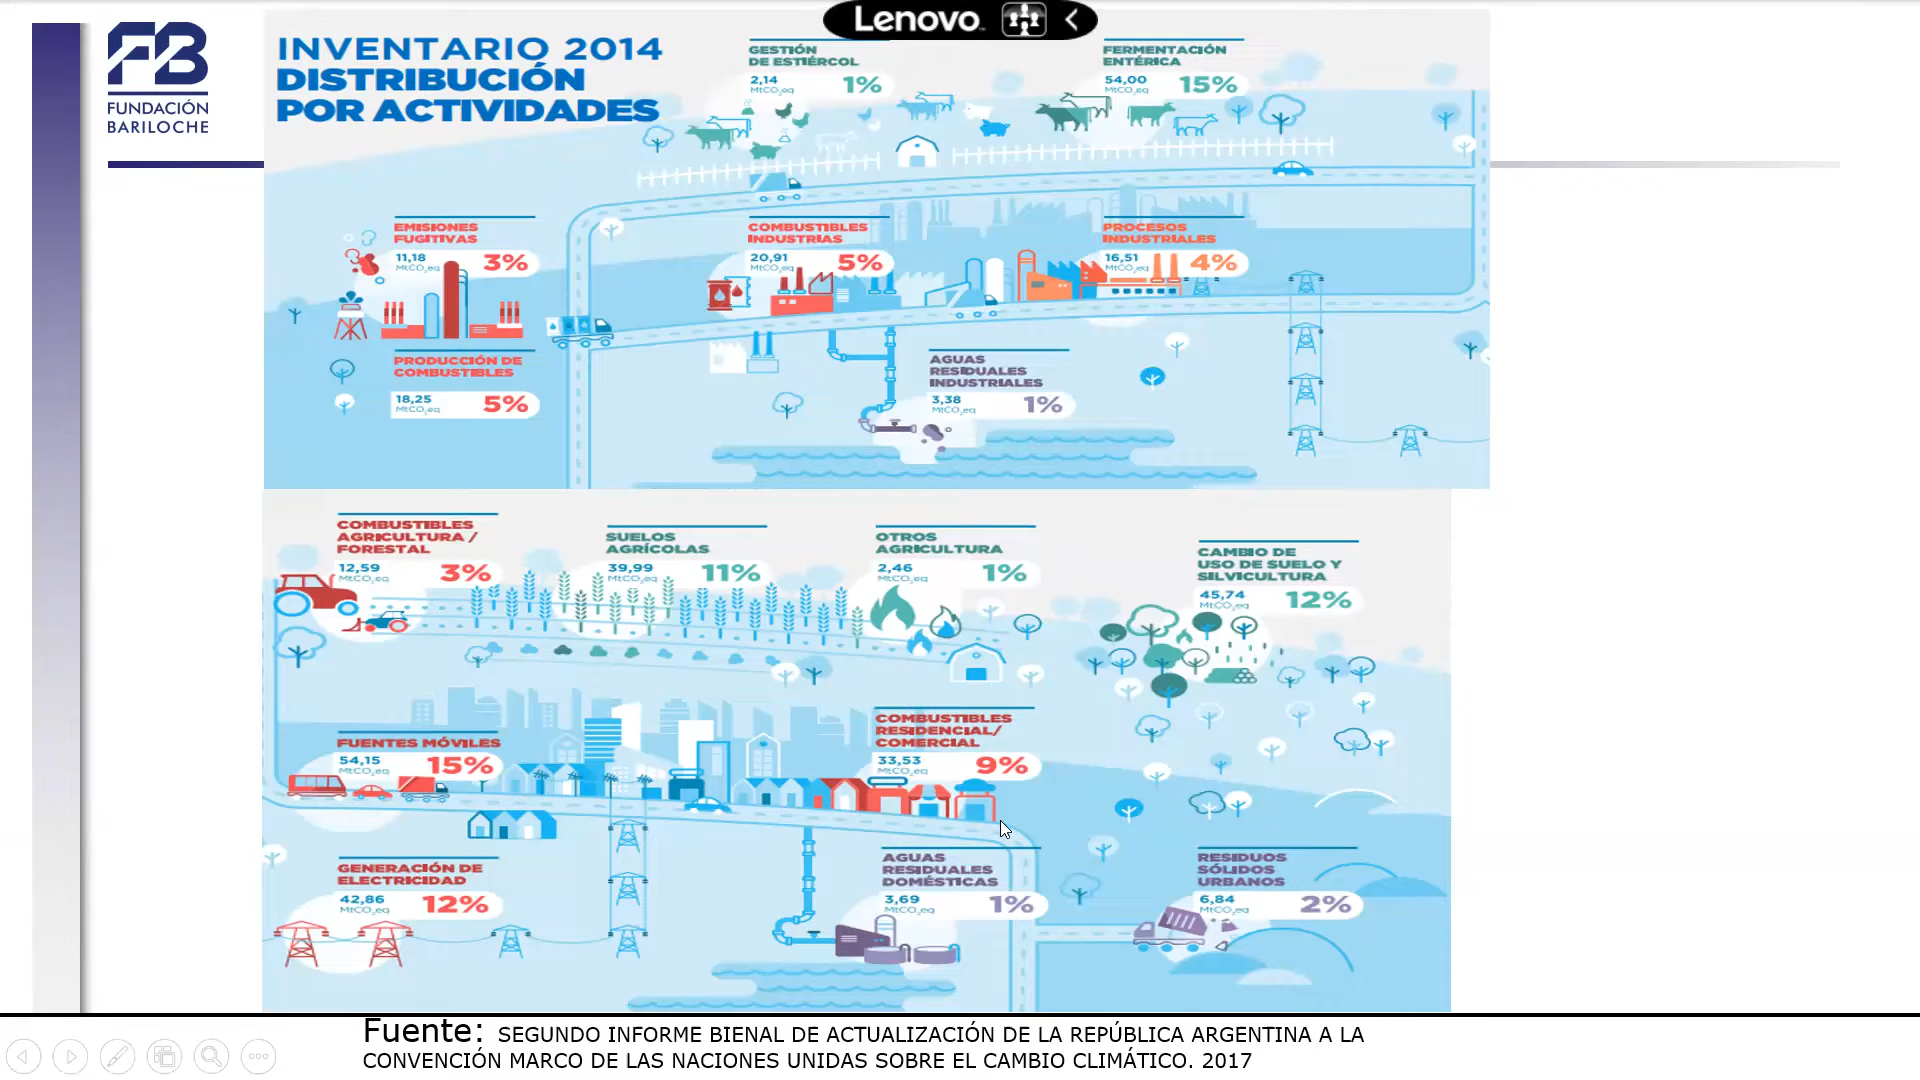 Lenovo
FB
FUNDACIÓN
BARILOCHE
INVENTARIO 2014
DISTRIBUCIÓN
POR ACTIVIDADES
GESTIÓN
DE ESTIÉRCOL
2,14
MtCO₂eq
1%
FERMENTACIÓN
ENTÉRICA
54,00
MtCO₂eq
15%
EMISIONES
FUGITIVAS
11,18
MtCO₂eq
3%
COMBUSTIBLES
INDUSTRIAS
20,91
MtCO₂eq
5%
PROCESOS
INDUSTRIALES
16,51
MtCO₂eq
4%
PRODUCCIÓN DE
COMBUSTIBLES
18,25
MtCO₂eq
5%
AGUAS
RESIDUALES
INDUSTRIALES
3,38
MtCO₂eq
1%
COMBUSTIBLES
AGRICULTURA /
FORESTAL
12,59
MtCO₂eq
3%
SUELOS
AGRÍCOLAS
39,99
MtCO₂eq
11%
OTROS
AGRICULTURA
2,46
MtCO₂eq
1%
CAMBIO DE
USO DE SUELO Y
SILVICULTURA
45,74
MtCO₂eq
12%
FUENTES MÓVILES
54,15
MtCO₂eq
15%
COMBUSTIBLES
RESIDENCIAL/
COMERCIAL
33,53
MtCO₂eq
9%
GENERACIÓN DE
ELECTRICIDAD
42,86
MtCO₂eq
12%
AGUAS
RESIDUALES
DOMÉSTICAS
3,69
MtCO₂eq
1%
RESIDUOS
SÓLIDOS
URBANOS
6,84
MtCO₂eq
2%
Fuente: SEGUNDO INFORME BIENAL DE ACTUALIZACIÓN DE LA REPÚBLICA ARGENTINA A LA
CONVENCIÓN MARCO DE LAS NACIONES UNIDAS SOBRE EL CAMBIO CLIMÁTICO. 2017